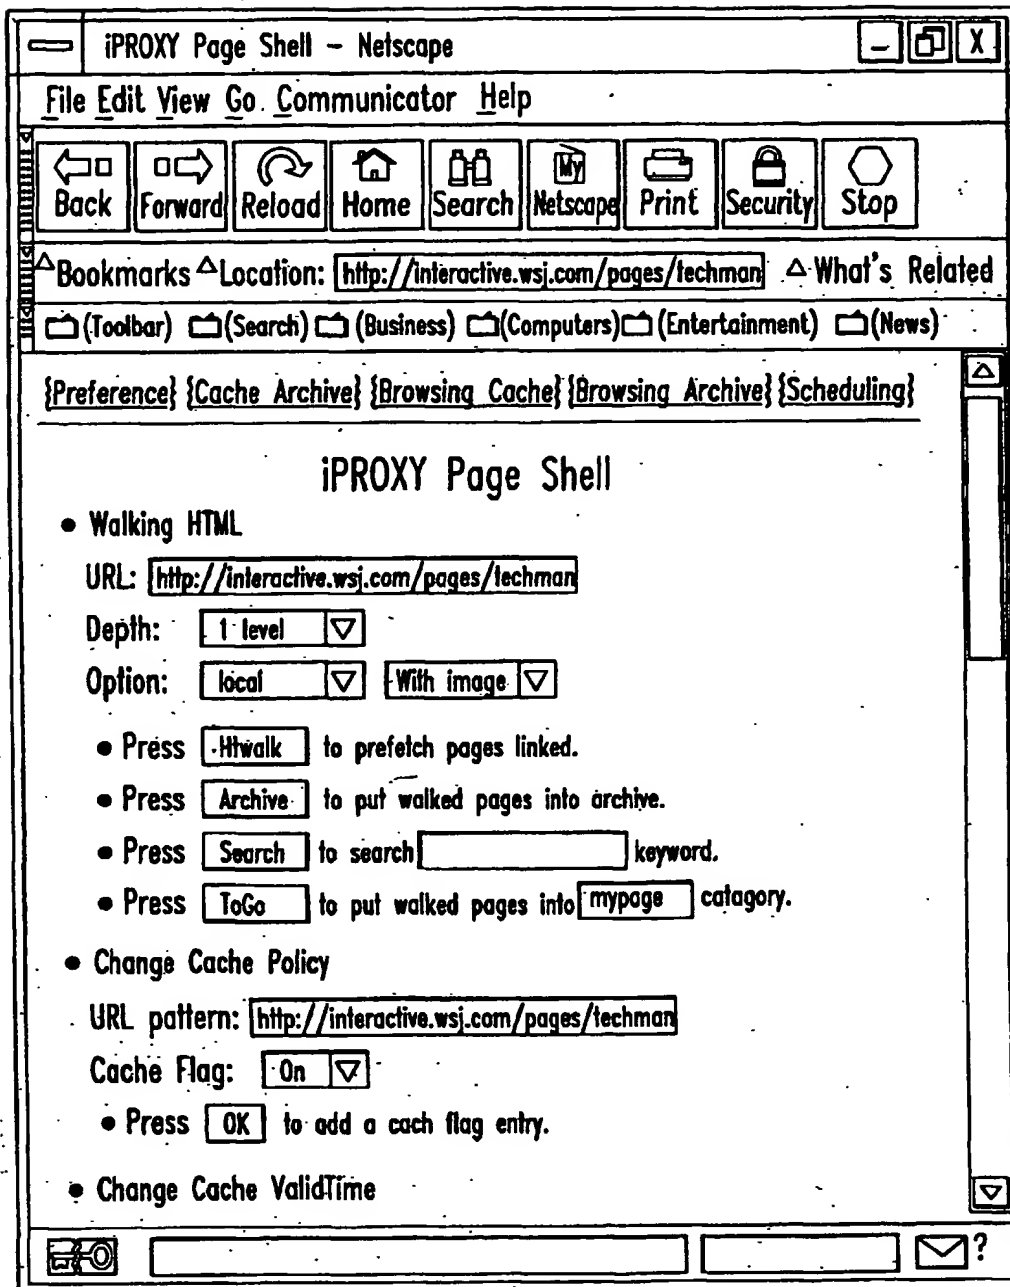 iPROXY Page Shell – Netscape
– X
File Edit View Go Communicator Help
My
Back Forward Reload Home Search Netscape Print Security Stop
Bookmarks Location: http://interactive.wsj.com/pages/techman What's Related
(Toolbar) (Search) (Business) (Computers) (Entertainment) (News)
{Preference} {Cache Archive} {Browsing Cache} {Browsing Archive} {Scheduling}
iPROXY Page Shell
• Walking HTML
URL: http://interactive.wsj.com/pages/techman
Depth: 1 level
Option: local With image
• Press Htwalk to prefetch pages linked.
• Press Archive to put walked pages into archive.
• Press Search to search keyword.
• Press ToGo to put walked pages into mypage catagory.
• Change Cache Policy
URL pattern: http://interactive.wsj.com/pages/techman
Cache Flag: On
• Press OK to add a cach flag entry.
• Change Cache ValidTime
?